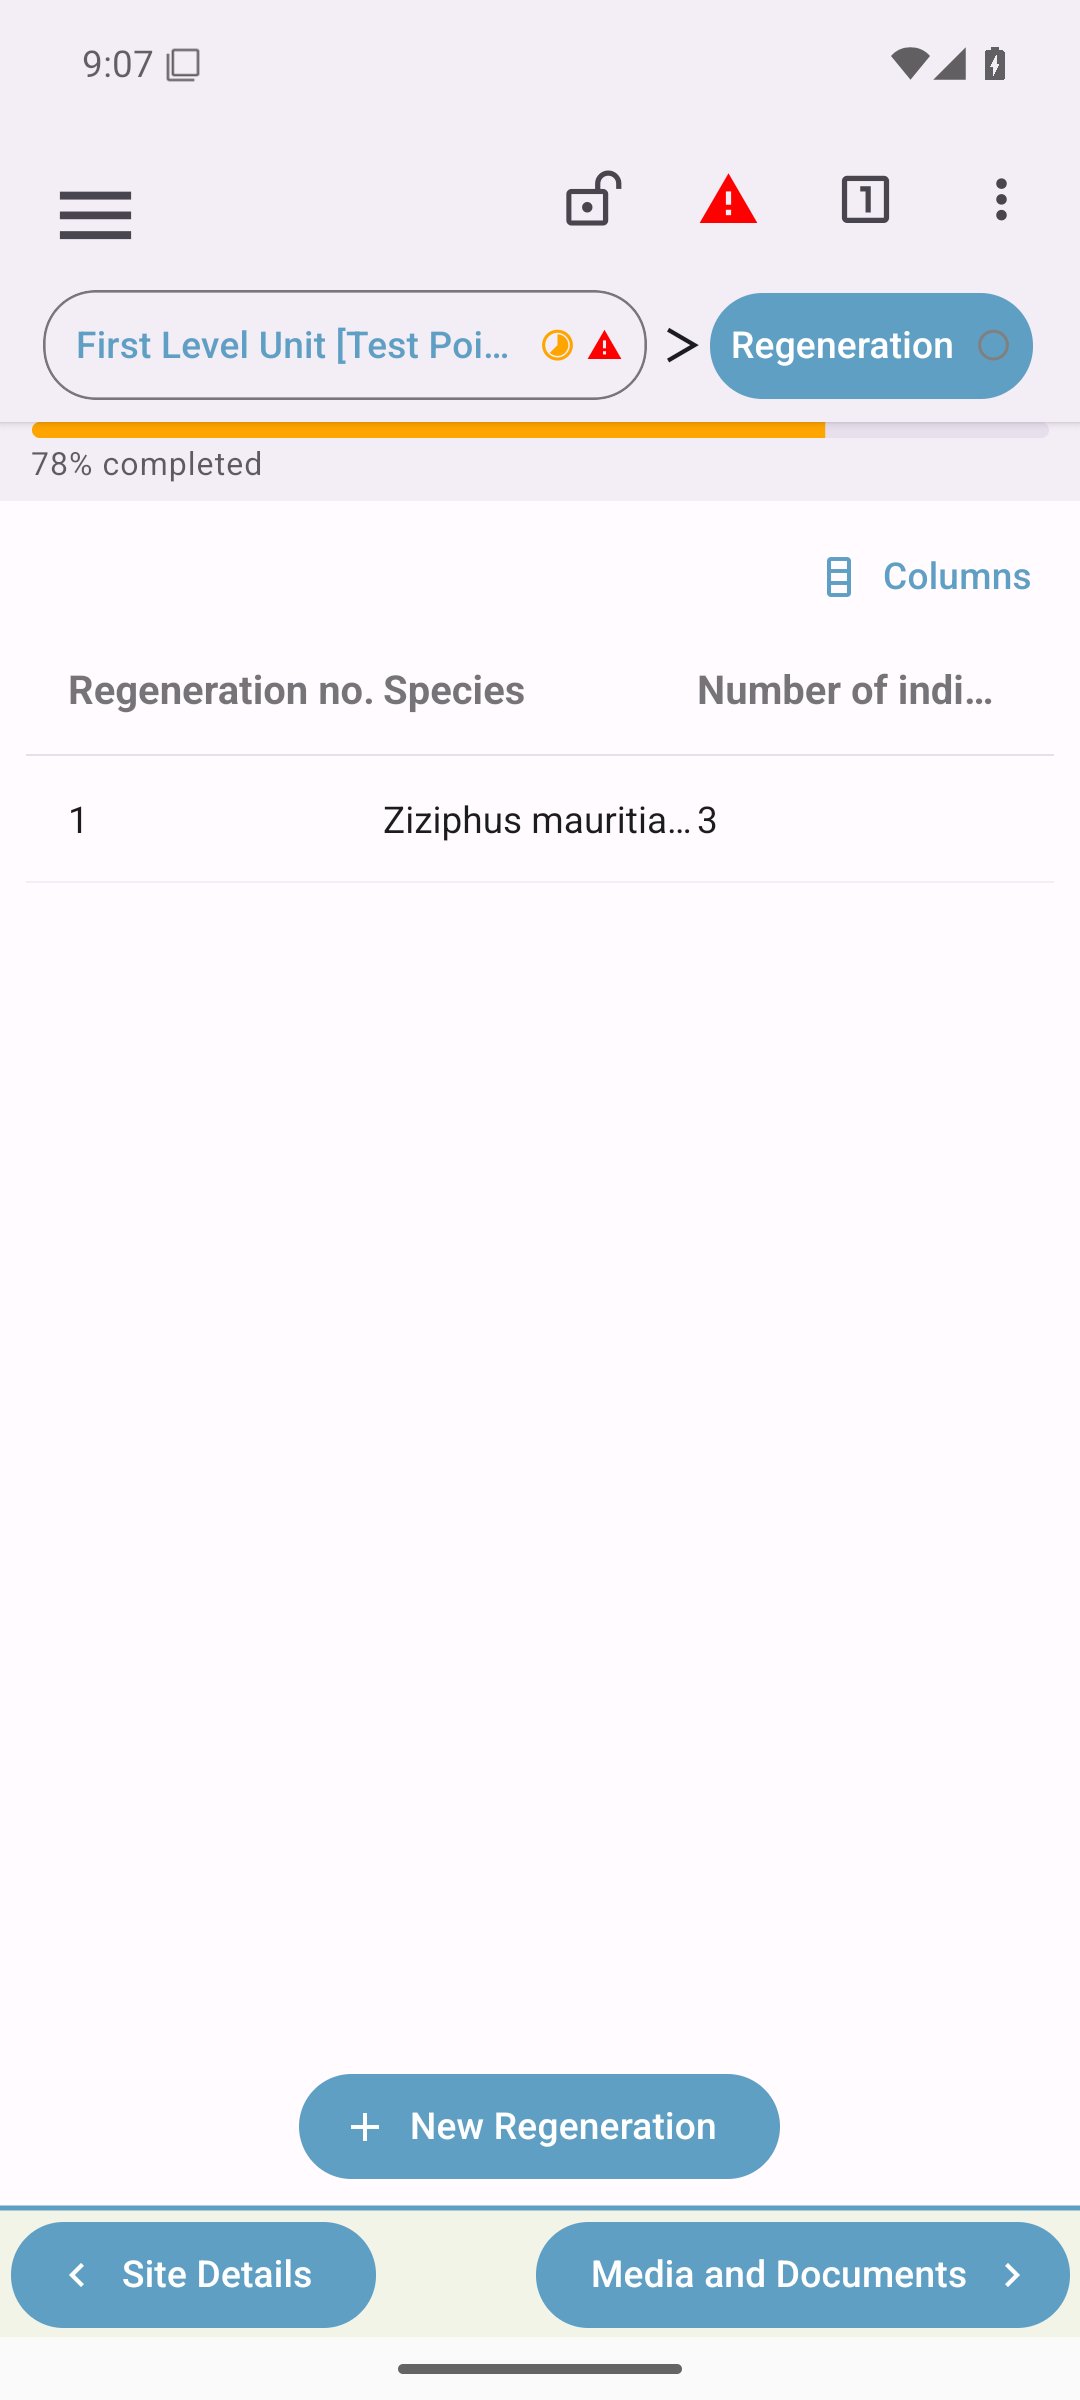 9:07
1
First Level Unit [Test Poi...
>
Regeneration
78% completed
Columns
Regeneration no. Species Number of indi...
1 Ziziphus mauritia... 3
+ New Regeneration
Site Details
Media and Documents